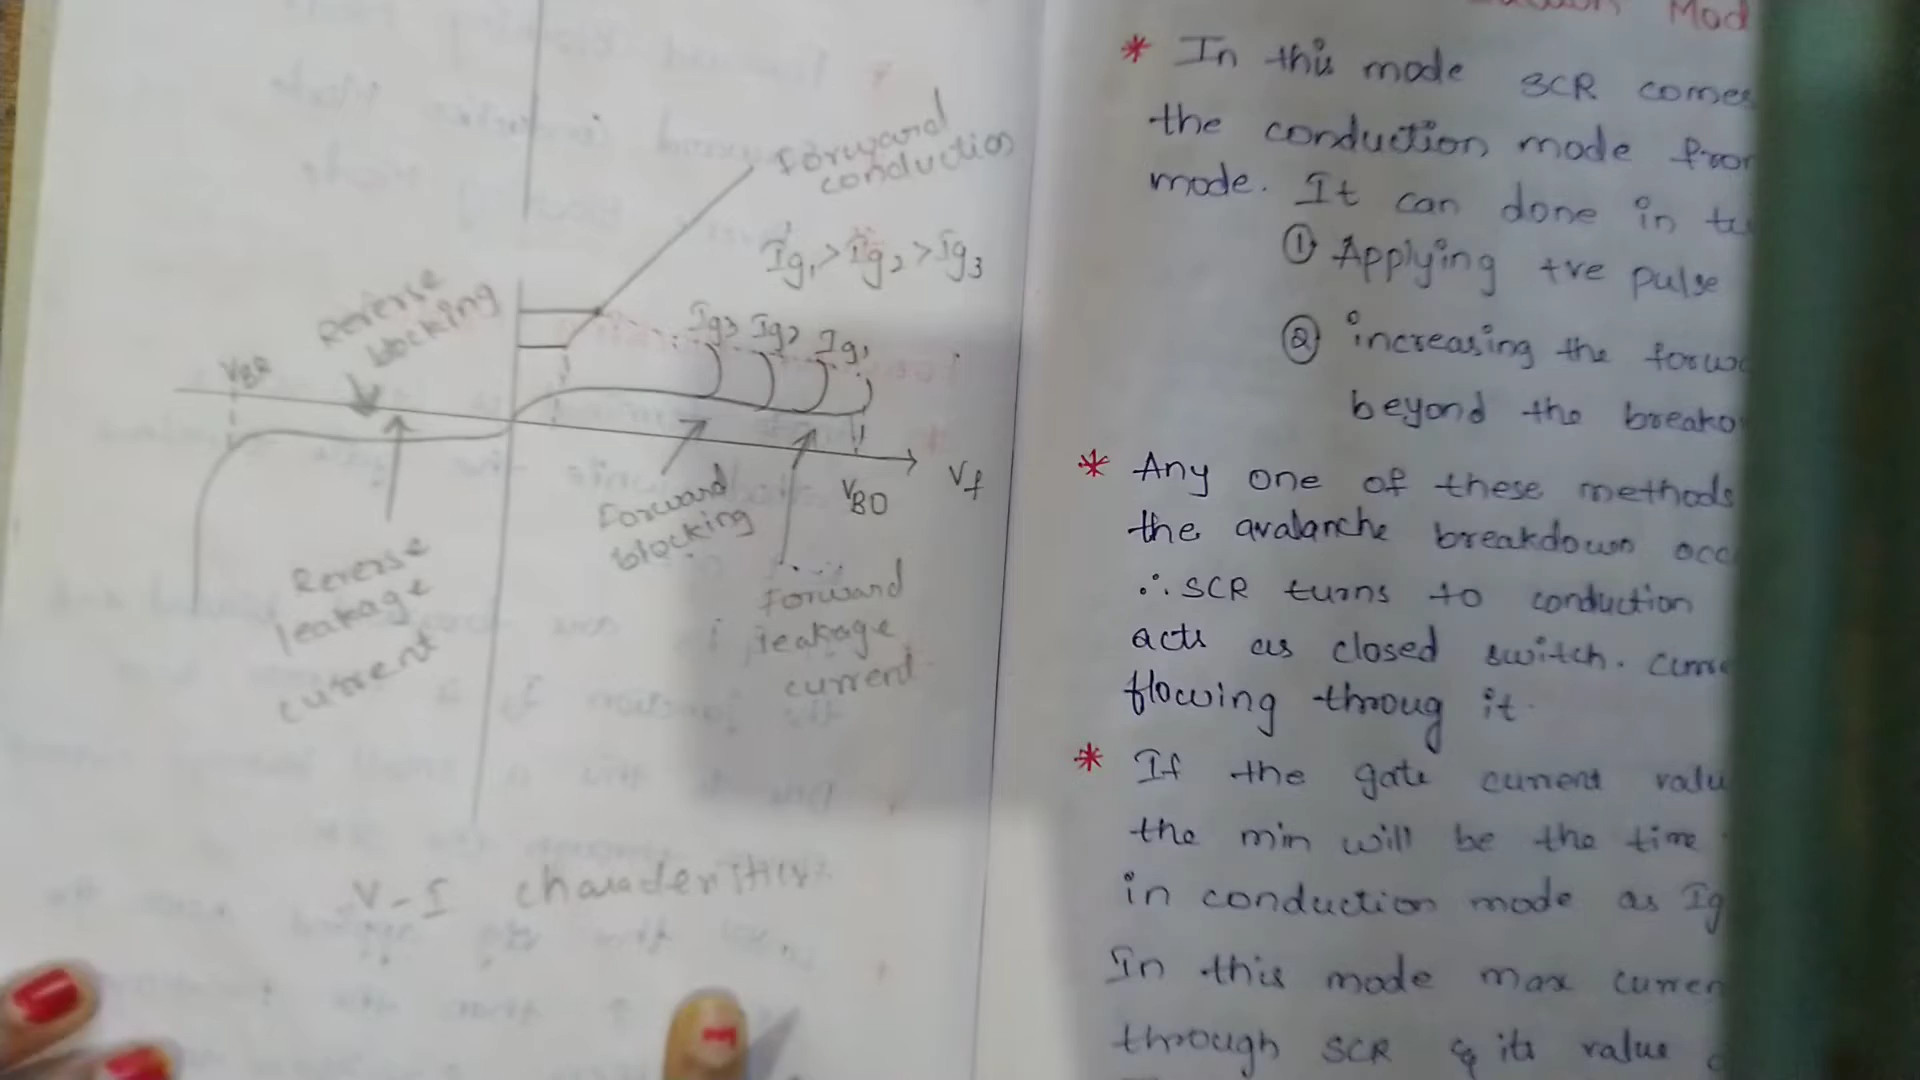 Forward
conduction
Ig1 > Ig2 > Ig3
Reverse
blocking
Ig3 Ig2 Ig1
VBR
Vf
VBO
Forward
blocking
Reverse
leakage
current
Forward
leakage
current
V-I characteristics
Mod
* In this mode SCR comes
the conduction mode from
mode. It can done in
① Applying +ve pulse
② increasing the forwa
beyond the breako
* Any one of these methods
the avalanche breakdown occ
∴ SCR turns to conduction
acts as closed switch. curre
flowing throug it.
* If the gate current valu
the min will be the time
in conduction mode as Ig
In this mode max curren
through SCR & its value